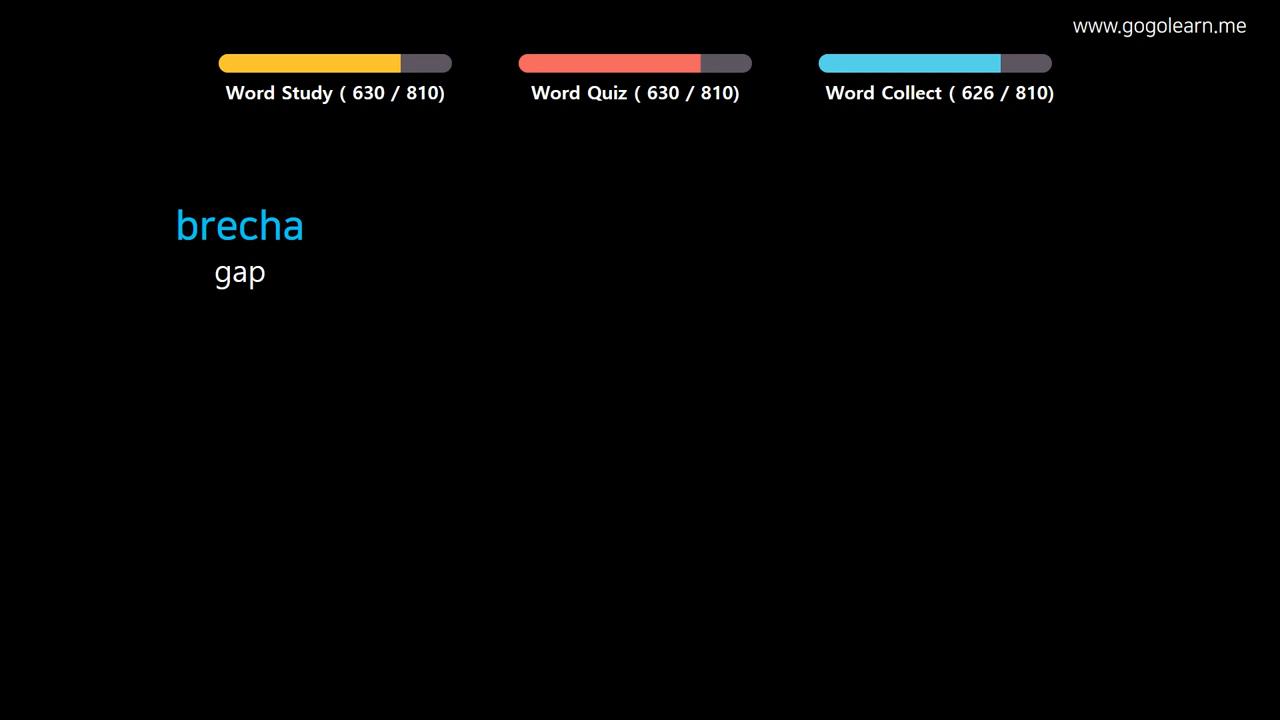 www.gogolearn.me
Word Study ( 630 / 810)
Word Quiz ( 630 / 810)
Word Collect ( 626 / 810)
brecha
gap